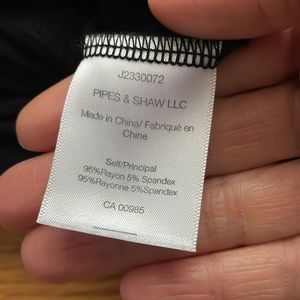 J2330072
PIPES & SHAW LLC
Made in China/ Fabriqué en
Chine
Self/Principal
95%Rayon 5% Spandex
95%Rayonne 5%Spandex
CA 00985